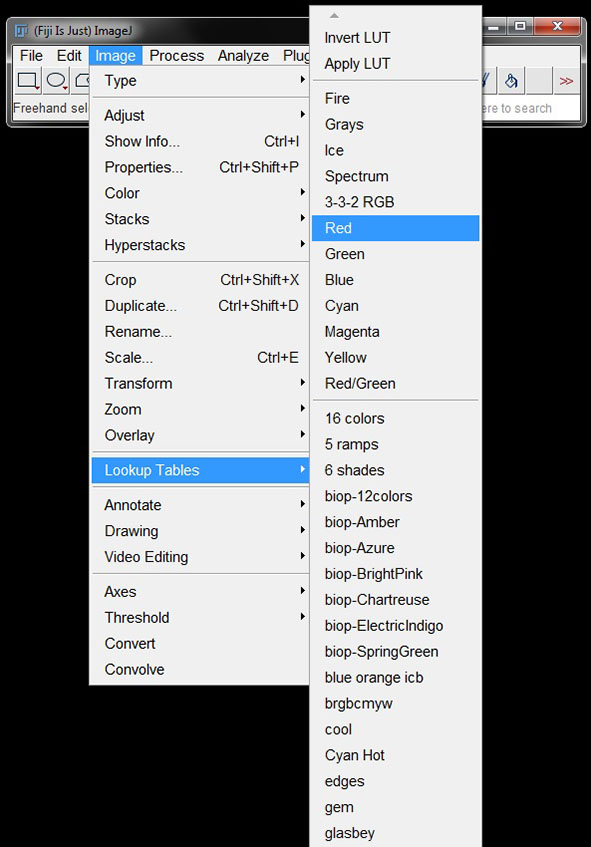 (Fiji Is Just) ImageJ
File Edit Image Process Analyze Plug
>>
Freehand sele
ere to search
Type
Adjust
Show Info... Ctrl+I
Properties... Ctrl+Shift+P
Color
Stacks
Hyperstacks
Crop Ctrl+Shift+X
Duplicate... Ctrl+Shift+D
Rename...
Scale... Ctrl+E
Transform
Zoom
Overlay
Lookup Tables
Annotate
Drawing
Video Editing
Axes
Threshold
Convert
Convolve
Invert LUT
Apply LUT
Fire
Grays
Ice
Spectrum
3-3-2 RGB
Red
Green
Blue
Cyan
Magenta
Yellow
Red/Green
16 colors
5 ramps
6 shades
biop-12colors
biop-Amber
biop-Azure
biop-BrightPink
biop-Chartreuse
biop-ElectricIndigo
biop-SpringGreen
blue orange icb
brgbcmyw
cool
Cyan Hot
edges
gem
glasbey